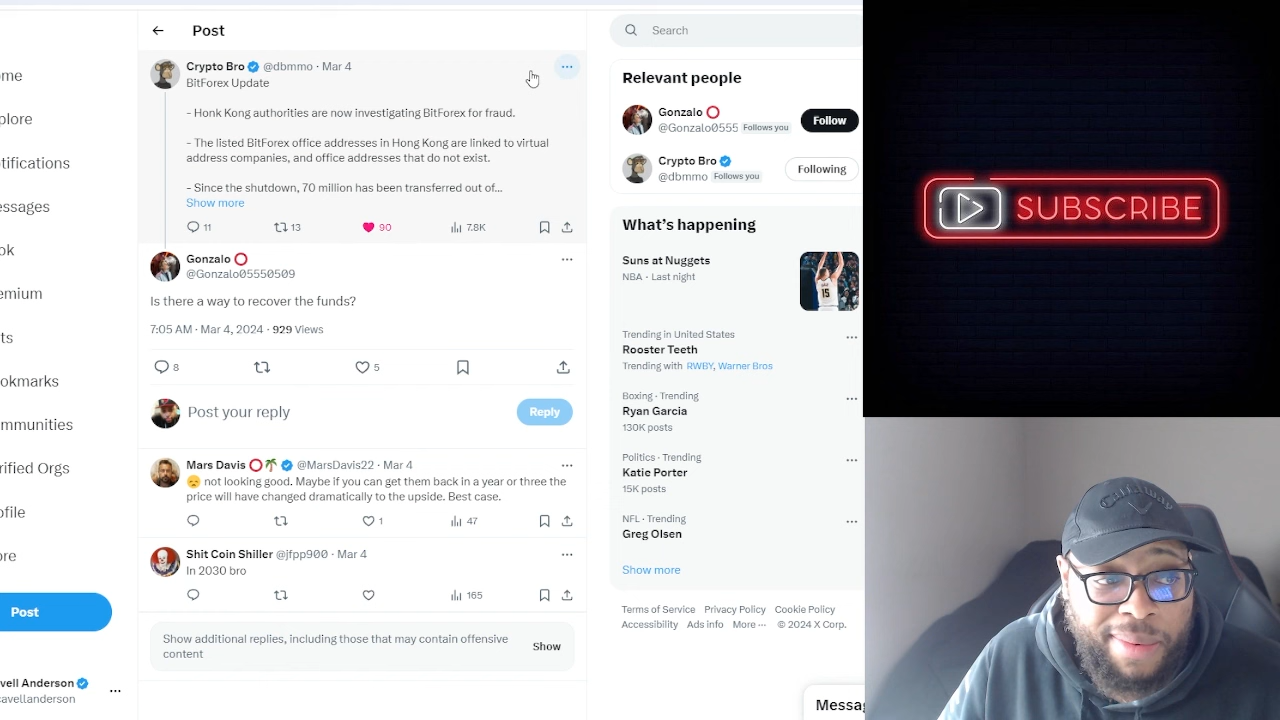 ome
plore
otifications
essages
ok
emium
ts
okmarks
mmunities
rified Orgs
ofile
ore
Post
vell Anderson
cavellanderson
Post
Crypto Bro @dbmmo · Mar 4
BitForex Update
- Honk Kong authorities are now investigating BitForex for fraud.
- The listed BitForex office addresses in Hong Kong are linked to virtual
address companies, and office addresses that do not exist.
- Since the shutdown, 70 million has been transferred out of...
Show more
11 13 90 7.8K
Gonzalo
@Gonzalo05550509
Is there a way to recover the funds?
7:05 AM · Mar 4, 2024 · 929 Views
8 5
Post your reply
Reply
Mars Davis @MarsDavis22 · Mar 4
not looking good. Maybe if you can get them back in a year or three the
price will have changed dramatically to the upside. Best case.
1 47
Shit Coin Shiller @jfpp900 · Mar 4
In 2030 bro
165
Show additional replies, including those that may contain offensive
content
Show
Search
Relevant people
Gonzalo
@Gonzalo0555 Follows you
Follow
Crypto Bro
@dbmmo Follows you
Following
What's happening
Suns at Nuggets
NBA · Last night
15
Trending in United States
Rooster Teeth
Trending with RWBY, Warner Bros
Boxing · Trending
Ryan Garcia
130K posts
Politics · Trending
Katie Porter
15K posts
NFL · Trending
Greg Olsen
Show more
Terms of Service Privacy Policy Cookie Policy
Accessibility Ads info More ··· © 2024 X Corp.
Messag
SUBSCRIBE
Callaway